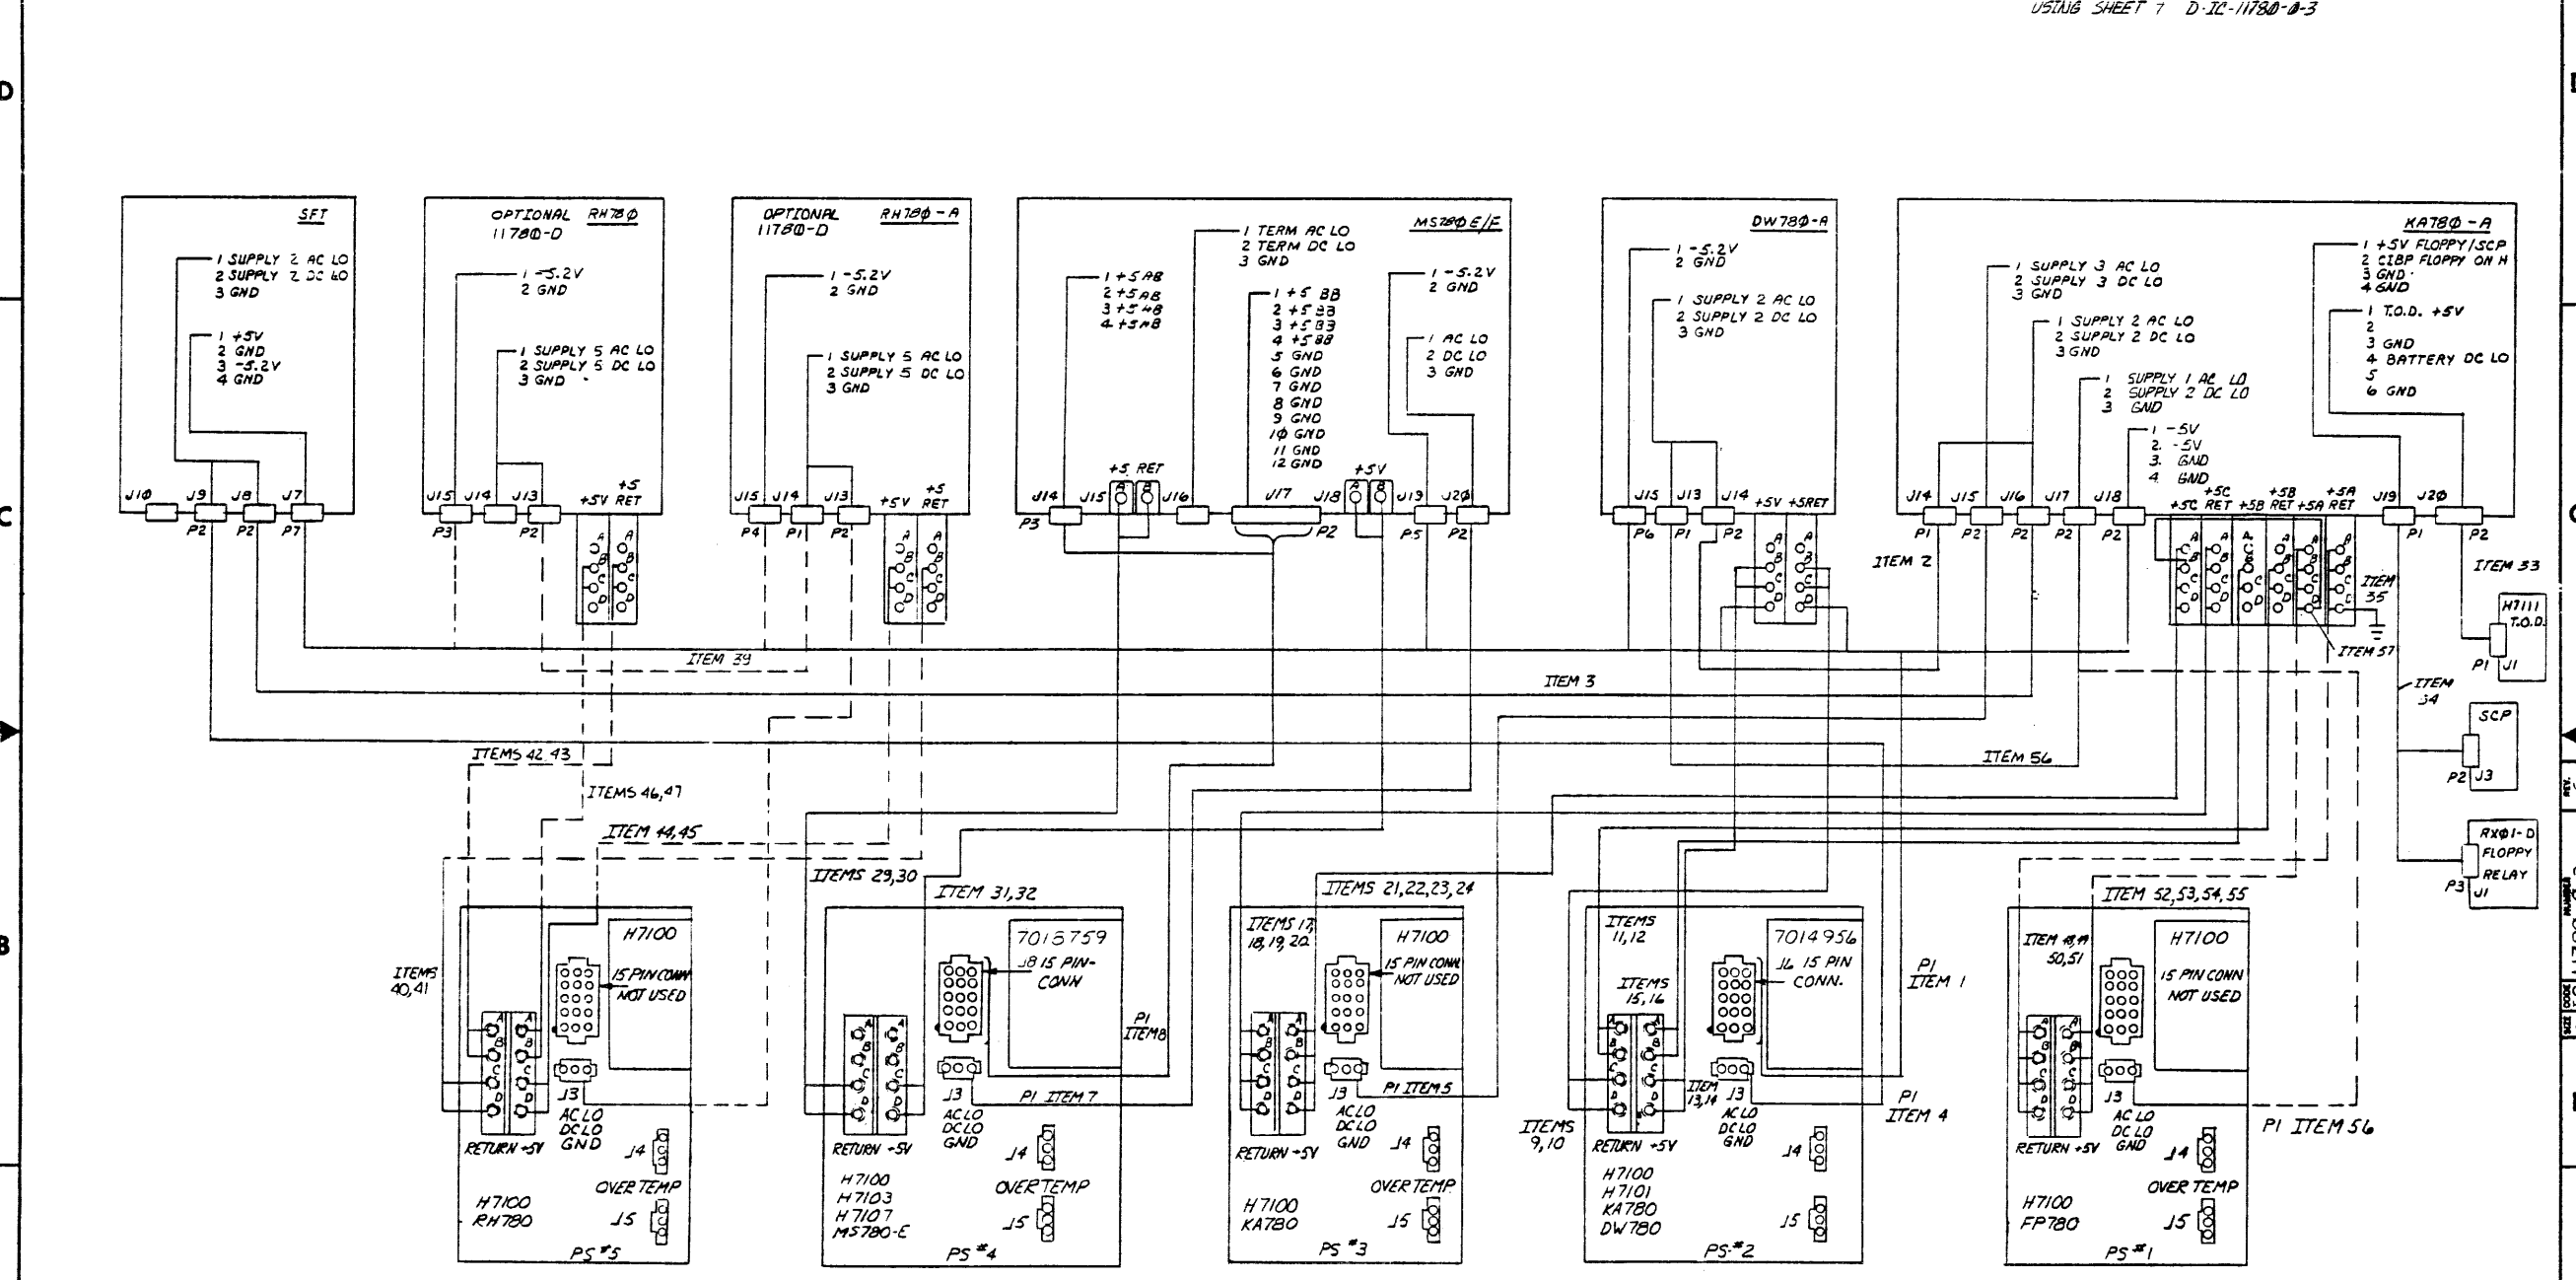 USING SHEET 7 D-IC-11780-0-3
D
C
B
SFT
1 SUPPLY 2 AC LO
2 SUPPLY 2 DC LO
3 GND
1 +5V
2 GND
3 -5.2V
4 GND
J10 J9 J8 J7
P2 P2 P7
OPTIONAL RH780
11780-D
1 -5.2V
2 GND
1 SUPPLY 5 AC LO
2 SUPPLY 5 DC LO
3 GND
J15 J14 J13 +5V +5 RET
P3 P2
A B C D
OPTIONAL RH780-A
11780-D
1 -5.2V
2 GND
1 SUPPLY 5 AC LO
2 SUPPLY 5 DC LO
3 GND
J15 J14 J13 +5V +5 RET
P4 P1 P2
A B C D
MS780E/F
1 TERM AC LO
2 TERM DC LO
3 GND
1 +5AB
2 +5AB
3 +5AB
4 +5AB
1 +5 BB
2 +5 BB
3 +5 BB
4 +5 BB
5 GND
6 GND
7 GND
8 GND
9 GND
10 GND
11 GND
12 GND
1 -5.2V
2 GND
1 AC LO
2 DC LO
3 GND
+5 RET
+5V
A B
A B
J14 J15 J16 J17 J18 J19 J20
P3 P2 P5 P2
DW780-A
1 -5.2V
2 GND
1 SUPPLY 2 AC LO
2 SUPPLY 2 DC LO
3 GND
J15 J13 J14
P6 P1 P2
+5V +5RET
A B C D
KA780-A
1 +5V FLOPPY/SCP
2 CIBP FLOPPY ON H
3 GND
4 GND
1 SUPPLY 3 AC LO
2 SUPPLY 3 DC LO
3 GND
1 T.O.D. +5V
2
3 GND
4 BATTERY DC LO
5
6 GND
1 SUPPLY 2 AC LO
2 SUPPLY 2 DC LO
3 GND
1 SUPPLY 1 AC LO
2 SUPPLY 2 DC LO
3 GND
1 -5V
2. -5V
3. GND
4 GND
J14 J15 J16 J17 J18 J19 J20
+5C +5C RET +5B +5B RET +5A +5A RET
P1 P2 P2 P2 P2 P1 P2
A B C D
ITEM 2
ITEM 35
ITEM 33
H7111
T.O.D.
P1 J1
ITEM 57
ITEM 39
ITEM 3
ITEM
SCP
P2 J3
ITEMS 42,43
ITEM 56
ITEMS 46,47
ITEM 44,45
RX01-D
FLOPPY
RELAY
P3 J1
REV.
NUMBER
CODE
SIZE
ITEMS 29,30
ITEM 31,32
ITEMS 21,22,23,24
ITEM 52,53,54,55
ITEMS 40,41
H7100
15 PIN CONN
NOT USED
A B C D
J3
AC LO
DC LO
GND
RETURN +5V
J4
OVER TEMP
J5
H7100
RH780
PS #5
7015759
J8 15 PIN-
CONN
A B C D
P1
ITEM8
J3
P1 ITEM 7
AC LO
DC LO
GND
RETURN +5V
J4
OVERTEMP
J5
H7100
H7103
H7107
MS780-E
PS #4
ITEMS 17,
18,19,20
H7100
15 PIN CONN
NOT USED
A B C D
J3
P1 ITEM 5
AC LO
DC LO
GND
RETURN +5V
J4
OVER TEMP
J5
H7100
KA780
PS #3
ITEMS
11,12
7014956
J6 15 PIN
CONN.
ITEMS
15,16
P1
ITEM 1
A B C D
ITEM
13,14
J3
AC LO
DC LO
GND
P1
ITEM 4
ITEMS
9,10
RETURN +5V
J4
J5
H7100
H7101
KA780
DW780
PS #2
50,51
H7100
15 PIN CONN
NOT USED
A B C D
J3
AC LO
DC LO
GND
P1 ITEM 56
RETURN +5V
J4
OVER TEMP
J5
H7100
FP780
PS #1